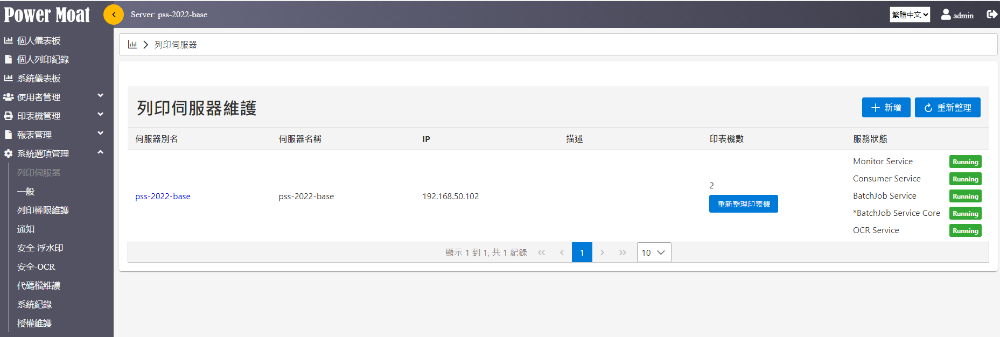 Power Moat
Server: pss-2022-base
繁體中文
admin
個人儀表板
個人列印紀錄
系統儀表板
使用者管理
印表機管理
報表管理
系統選項管理
列印伺服器
一般
列印權限維護
通知
安全-浮水印
安全-OCR
代碼檔維護
系統紀錄
授權維護
列印伺服器
列印伺服器維護
新增
重新整理
伺服器別名 伺服器名稱 IP 描述 印表機數 服務狀態
pss-2022-base pss-2022-base 192.168.50.102
2
重新整理印表機
Monitor Service Running
Consumer Service Running
BatchJob Service Running
*BatchJob Service Core Running
OCR Service Running
顯示 1 到 1, 共 1 紀錄 « ‹ 1 › » 10